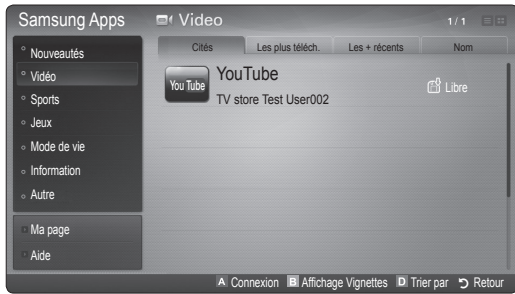 Samsung Apps
Video
1 / 1
Nouveautés
Vidéo
Sports
Jeux
Mode de vie
Information
Autre
Ma page
Aide
Cités
Les plus téléch.
Les + récents
Nom
You Tube
YouTube
TV store Test User002
Libre
A Connexion B Affichage Vignettes D Trier par Retour